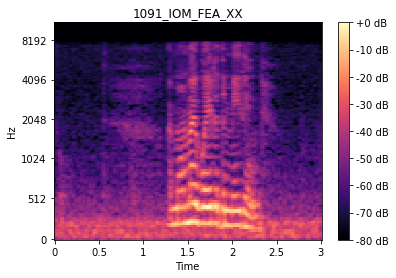 1091_IOM_FEA_XX
+0 dB
8192
-10 dB
4096
-20 dB
-30 dB
2048
Hz
-40 dB
1024
-50 dB
512
-60 dB
-70 dB
0
-80 dB
0 0.5 1 1.5 2 2.5 3
Time